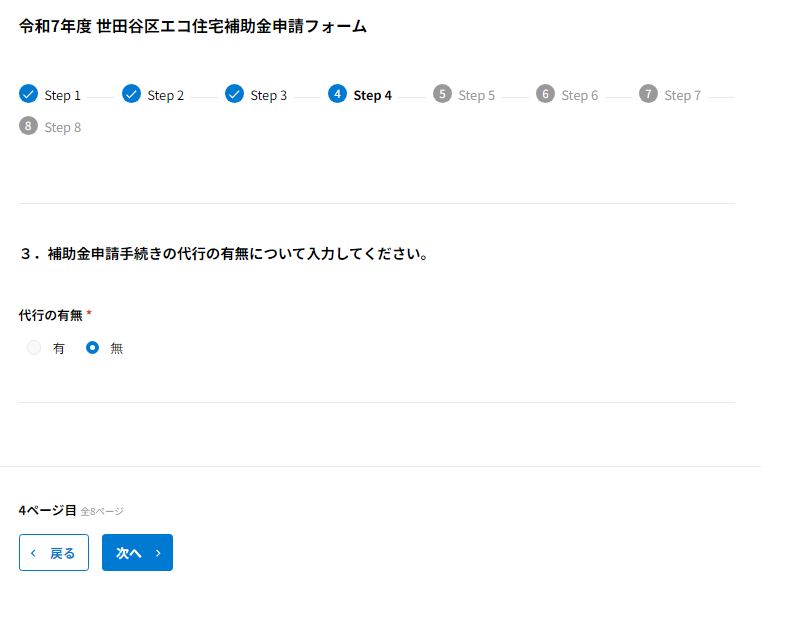 令和7年度 世田谷区エコ住宅補助金申請フォーム
Step 1 Step 2 Step 3 4 Step 4 5 Step 5 6 Step 6 7 Step 7
8 Step 8
３．補助金申請手続きの代行の有無について入力してください。
代行の有無 *
有 無
4ページ目 全8ページ
戻る 次へ